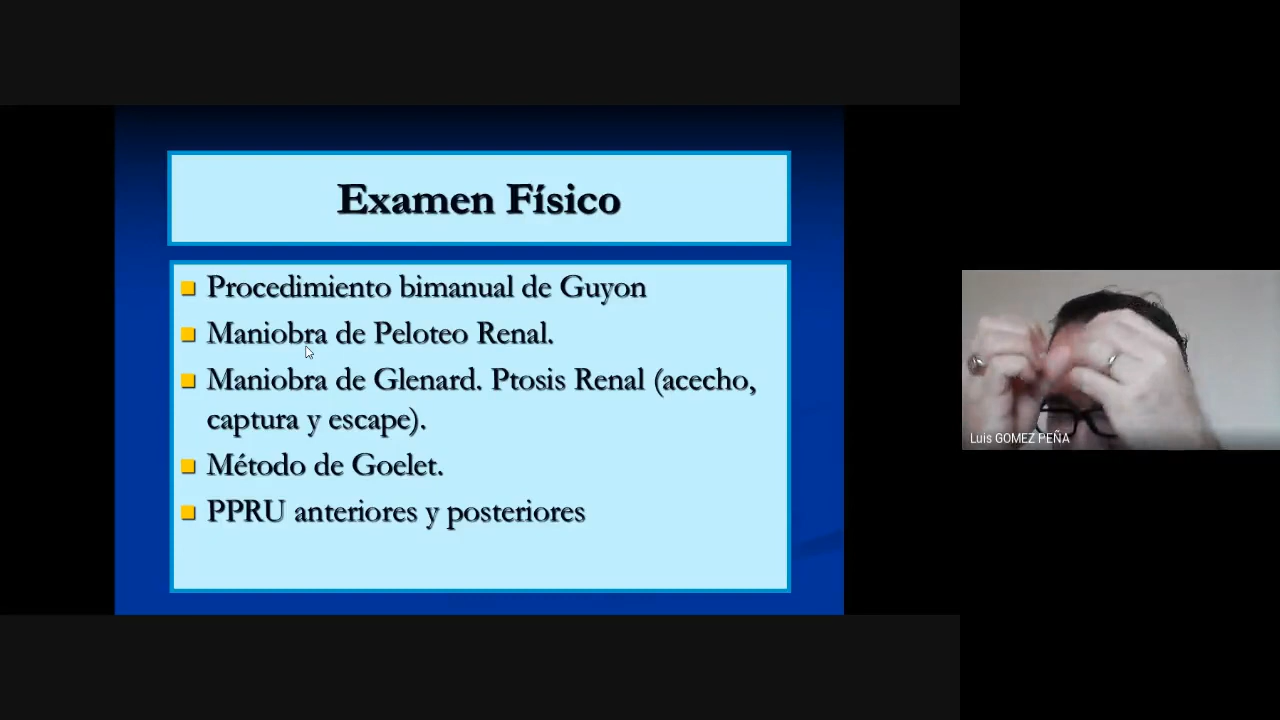 Examen Físico
Procedimiento bimanual de Guyon
Maniobra de Peloteo Renal.
Maniobra de Glenard. Ptosis Renal (acecho,
captura y escape).
Método de Goelet.
PPRU anteriores y posteriores
Luis GOMEZ PEÑA